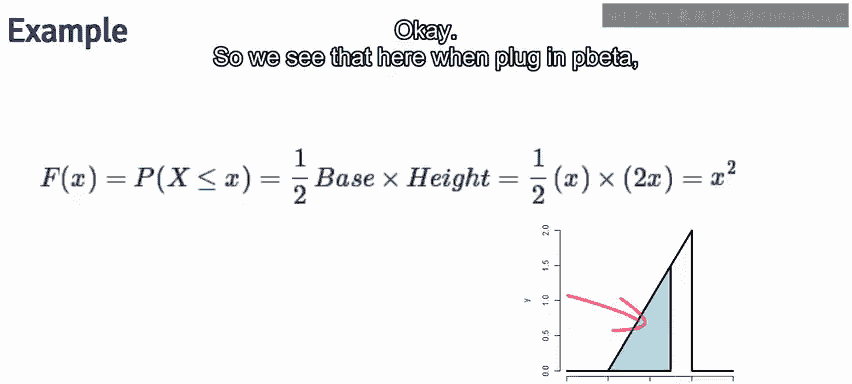 Example
Okay.
So we see that here when plug in pbeta,
F(x) = P(X ≤ x) = 1/2 Base × Height = 1/2 (x) × (2x) = x²
2.0
1.5
1.0
y
0.5
0.0